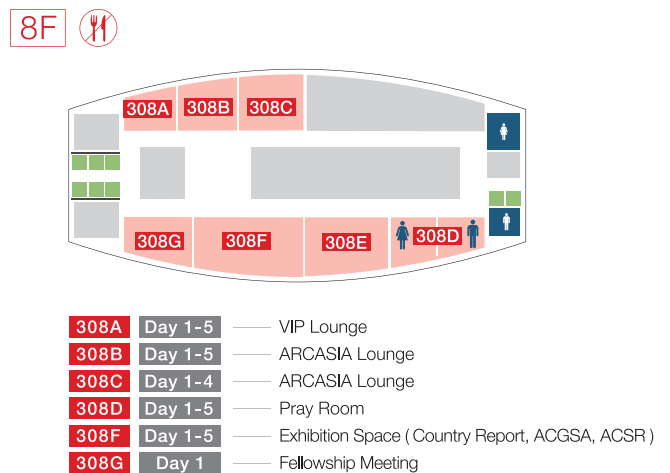 8F
308A 308B 308C
308G 308F 308E 308D
308A Day 1-5 VIP Lounge
308B Day 1-5 ARCASIA Lounge
308C Day 1-4 ARCASIA Lounge
308D Day 1-5 Pray Room
308F Day 1-5 Exhibition Space ( Country Report, ACGSA, ACSR )
308G Day 1 Fellowship Meeting